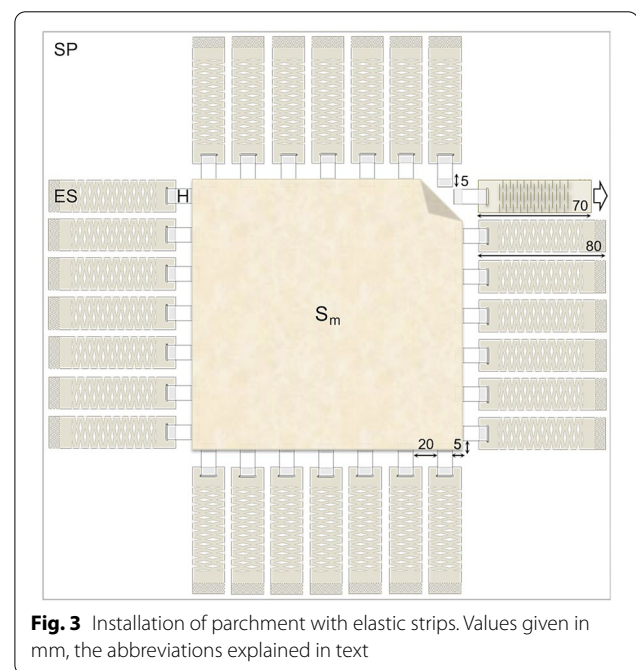 SP
5
ES
H
70
80
Sm
20
5
Fig. 3 Installation of parchment with elastic strips. Values given in
mm, the abbreviations explained in text